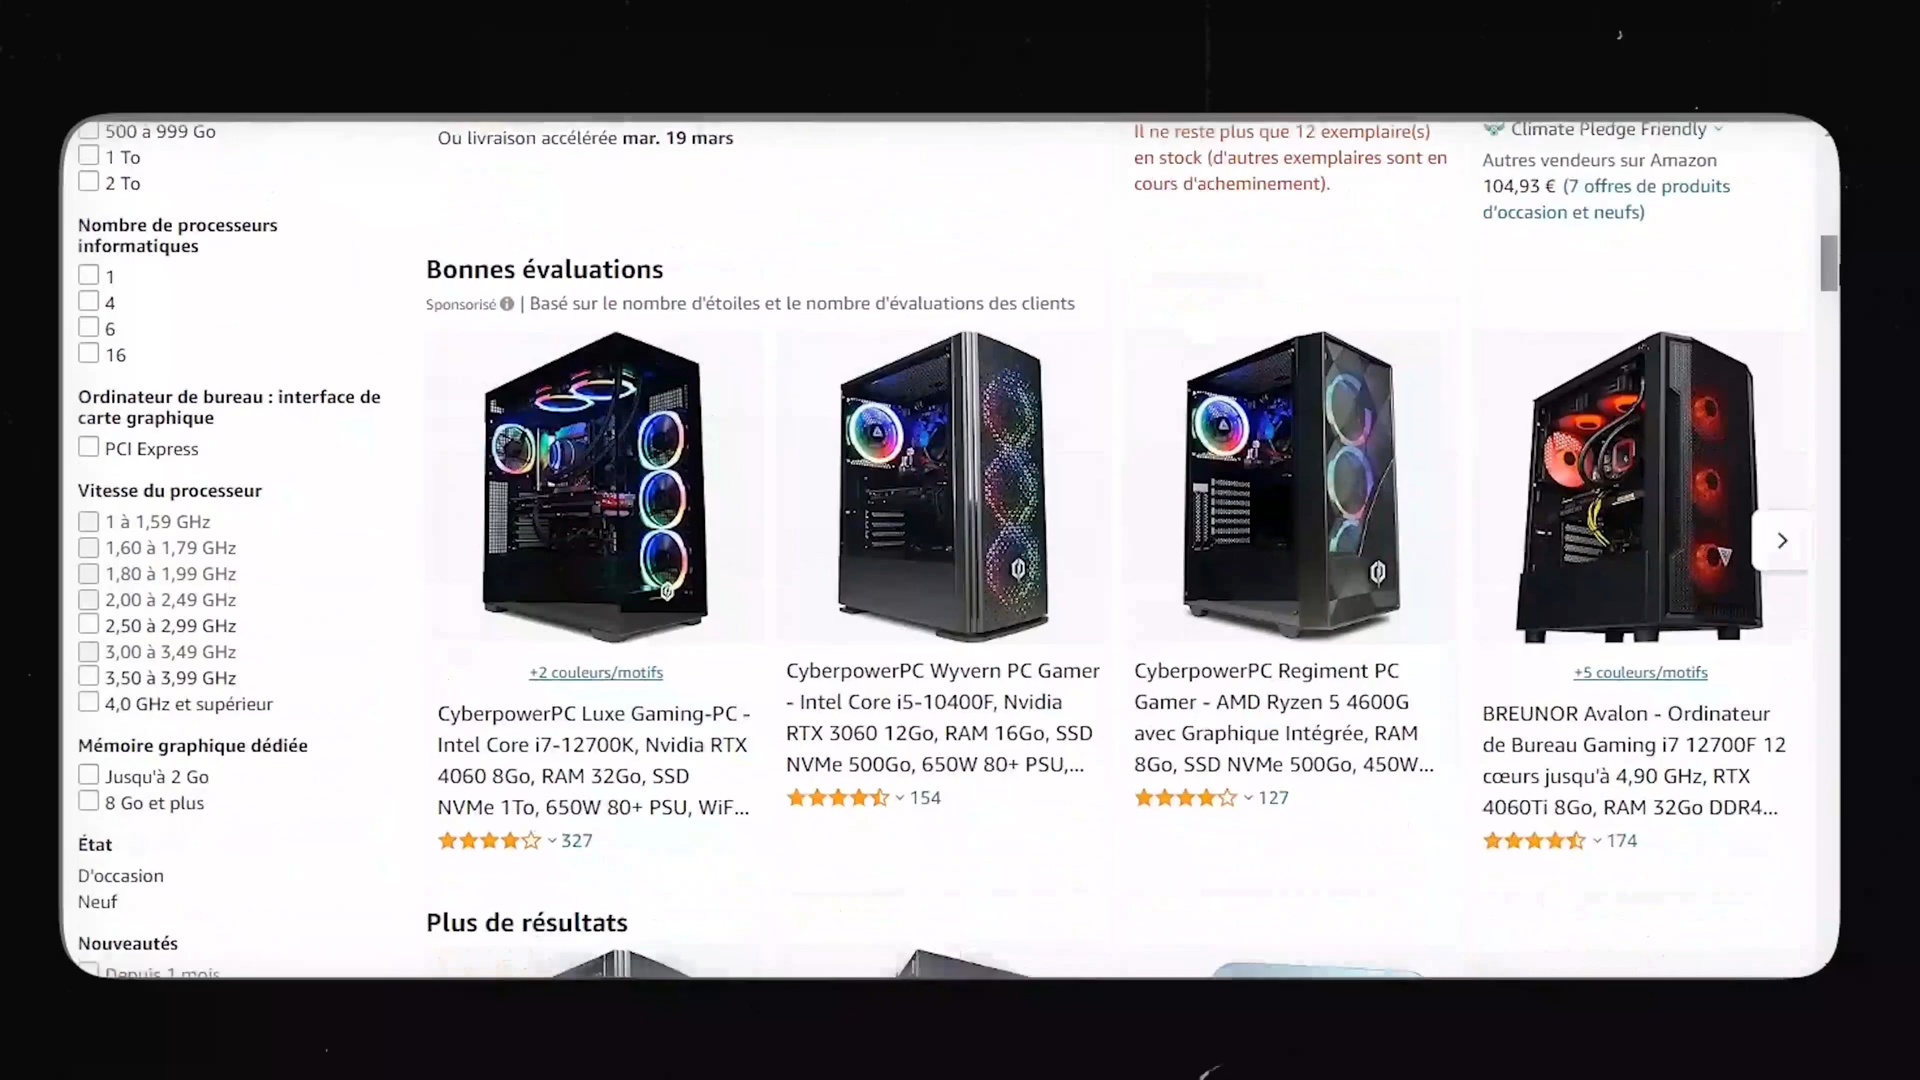 500 à 999 Go
1 To
2 To
Nombre de processeurs
informatiques
1
4
6
16
Ordinateur de bureau : interface de
carte graphique
PCI Express
Vitesse du processeur
1 à 1,59 GHz
1,60 à 1,79 GHz
1,80 à 1,99 GHz
2,00 à 2,49 GHz
2,50 à 2,99 GHz
3,00 à 3,49 GHz
3,50 à 3,99 GHz
4,0 GHz et supérieur
Mémoire graphique dédiée
Jusqu'à 2 Go
8 Go et plus
État
D'occasion
Neuf
Nouveautés
Depuis 1 mois
Ou livraison accélérée mar. 19 mars
Il ne reste plus que 12 exemplaire(s)
en stock (d'autres exemplaires sont en
cours d'acheminement).
Climate Pledge Friendly
Autres vendeurs sur Amazon
104,93 € (7 offres de produits
d'occasion et neufs)
Bonnes évaluations
Sponsorisé | Basé sur le nombre d'étoiles et le nombre d'évaluations des clients
+2 couleurs/motifs
CyberpowerPC Luxe Gaming-PC -
Intel Core i7-12700K, Nvidia RTX
4060 8Go, RAM 32Go, SSD
NVMe 1To, 650W 80+ PSU, WiF...
327
CyberpowerPC Wyvern PC Gamer
- Intel Core i5-10400F, Nvidia
RTX 3060 12Go, RAM 16Go, SSD
NVMe 500Go, 650W 80+ PSU,...
154
CyberpowerPC Regiment PC
Gamer - AMD Ryzen 5 4600G
avec Graphique Intégrée, RAM
8Go, SSD NVMe 500Go, 450W...
127
+5 couleurs/motifs
BREUNOR Avalon - Ordinateur
de Bureau Gaming i7 12700F 12
cœurs jusqu'à 4,90 GHz, RTX
4060Ti 8Go, RAM 32Go DDR4...
174
Plus de résultats